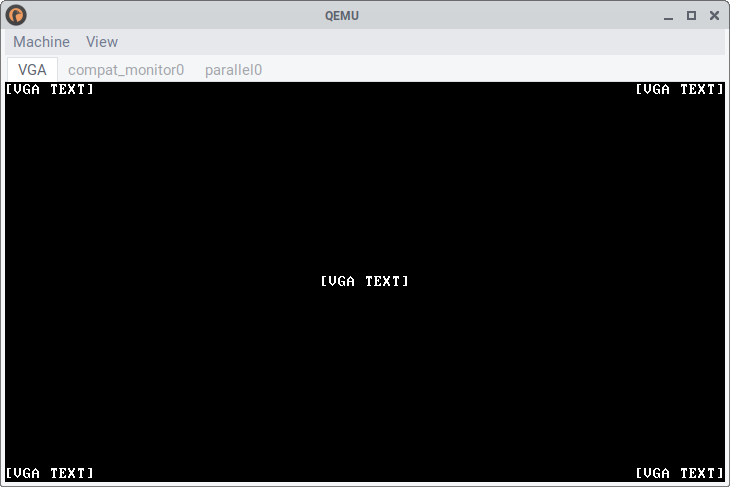 QEMU
Machine View
VGA compat_monitor0 parallel0
[VGA TEXT] [VGA TEXT]
[VGA TEXT]
[VGA TEXT] [VGA TEXT]